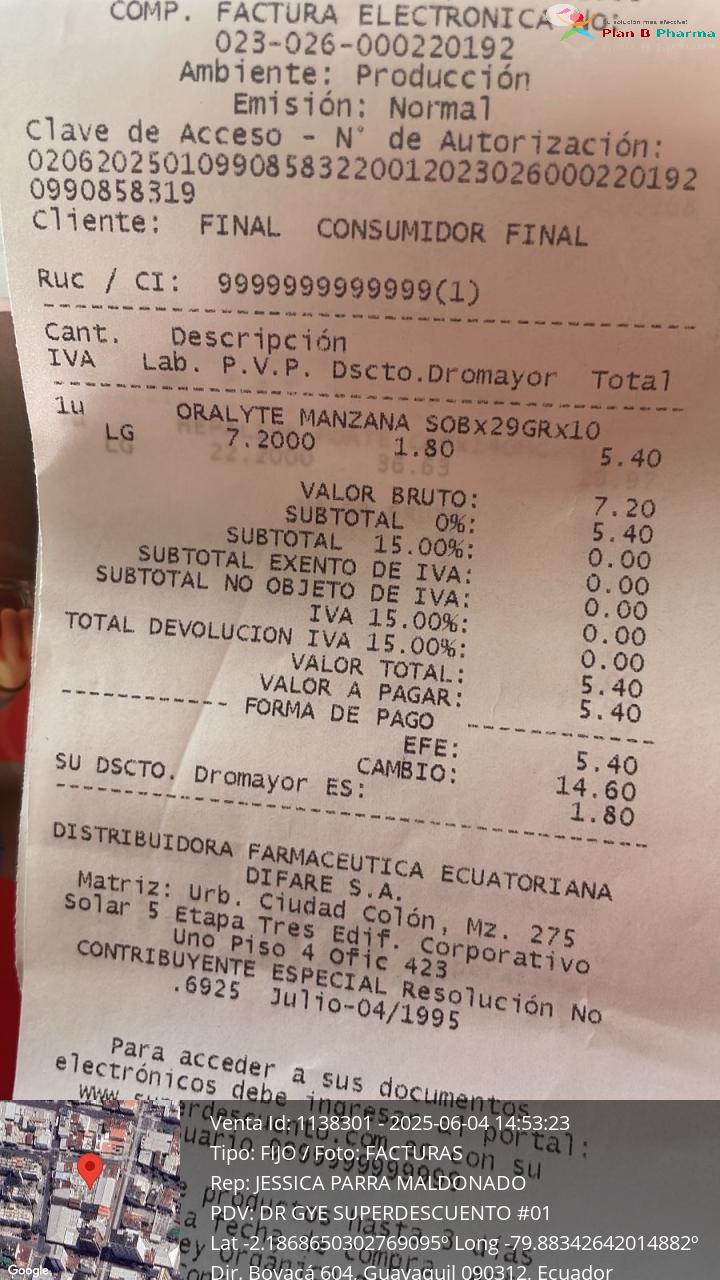 COMP. FACTURA ELECTRONICA No:
Su solución más efectiva!
Plan B Pharma
023-026-000220192
Ambiente: Producción
Emisión: Normal
Clave de Acceso - N° de Autorización:
020620250109908583220012023026000220192
0990858319
Cliente: FINAL CONSUMIDOR FINAL
Ruc / CI: 9999999999999(1)
Cant. Descripción
IVA Lab. P.V.P. Dscto.Dromayor Total
1u ORALYTE MANZANA SOBx29GRx10
LG 7.2000 1.80 5.40
VALOR BRUTO: 7.20
SUBTOTAL 0%: 5.40
SUBTOTAL 15.00%: 0.00
SUBTOTAL EXENTO DE IVA: 0.00
SUBTOTAL NO OBJETO DE IVA: 0.00
IVA 15.00%: 0.00
TOTAL DEVOLUCION IVA 15.00%: 0.00
VALOR TOTAL: 5.40
VALOR A PAGAR: 5.40
----------- FORMA DE PAGO ------------
EFE: 5.40
CAMBIO: 14.60
SU DSCTO. Dromayor ES: 1.80
DISTRIBUIDORA FARMACEUTICA ECUATORIANA
DIFARE S.A.
Matriz: Urb. Ciudad Colón, Mz. 275
Solar 5 Etapa Tres Edif. Corporativo
Uno Piso 4 Ofic 423
CONTRIBUYENTE ESPECIAL Resolución No
.6925 Julio-04/1995
Para acceder a sus documentos
electrónicos debe ingresar al portal:
Venta Id: 1138301 - 2025-06-04 14:53:23
Tipo: FIJO / Foto: FACTURAS
Rep: JESSICA PARRA MALDONADO
PDV: DR GYE SUPERDESCUENTO #01
Lat -2.1868650302769095º Long -79.88342642014882º
Dir. Boyacá 604, Guayaquil 090312, Ecuador
Google